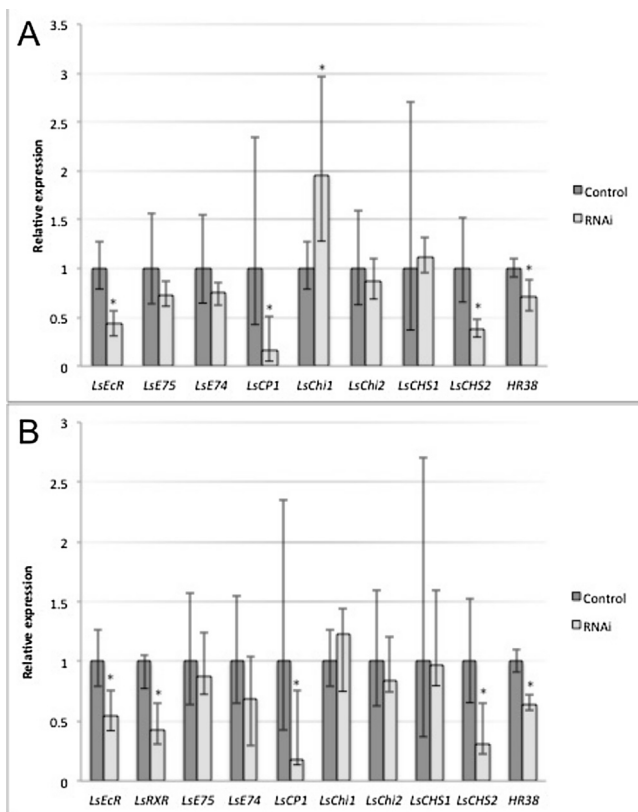 A
4
3.5
3
2.5
2
1.5
1
0.5
0
Relative expression
*
*
*
*
*
LsEcR LsE75 LsE74 LsCP1 LsChi1 LsChi2 LsCHS1 LsCHS2 HR38
Control
RNAi
B
3
2.5
2
1.5
1
0.5
0
Relative expression
*
*
*
*
*
LsEcR LsRXR LsE75 LsE74 LsCP1 LsChi1 LsChi2 LsCHS1 LsCHS2 HR38
Control
RNAi